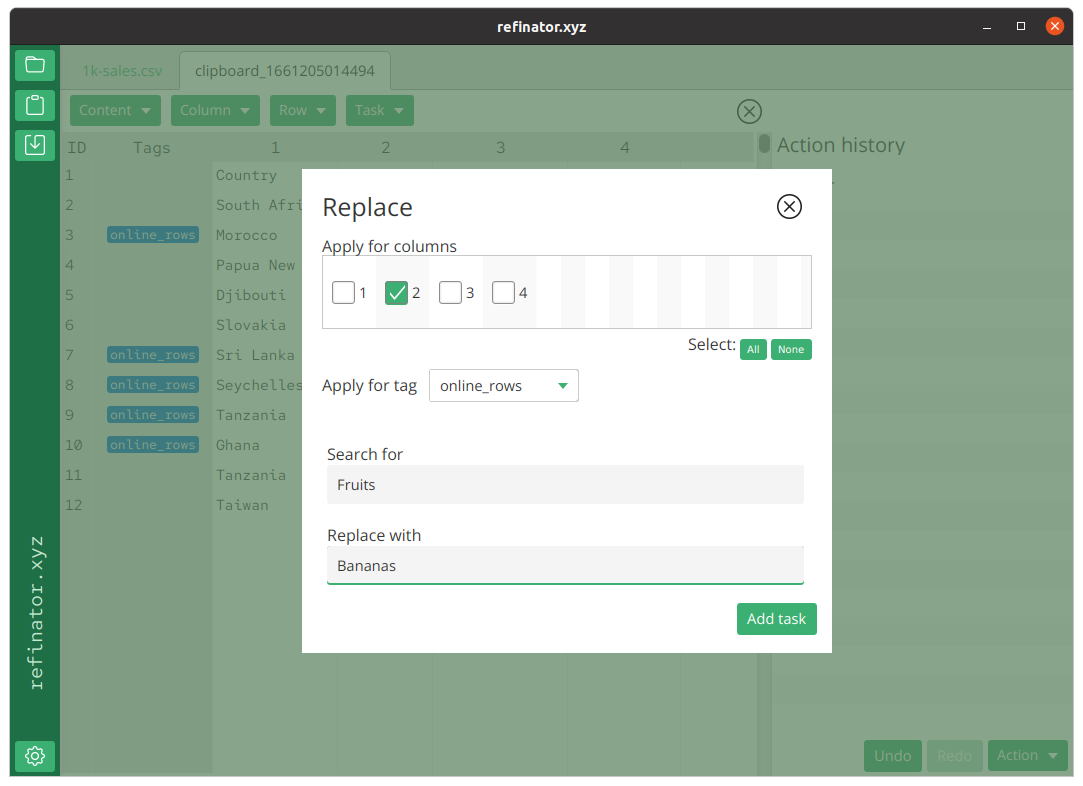 refinator.xyz
1k-sales.csv
clipboard_1661205014494
Content Column Row Task
ID Tags 1 2 3 4
Action history
1 Country
2 South Afri
3 online_rows Morocco
4 Papua New
5 Djibouti
6 Slovakia
7 online_rows Sri Lanka
8 online_rows Seychelles
9 online_rows Tanzania
10 online_rows Ghana
11 Tanzania
12 Taiwan
Replace
Apply for columns
1 2 3 4
Select: All None
Apply for tag online_rows
Search for
Fruits
Replace with
Bananas
Add task
refinator.xyz
Undo Redo Action